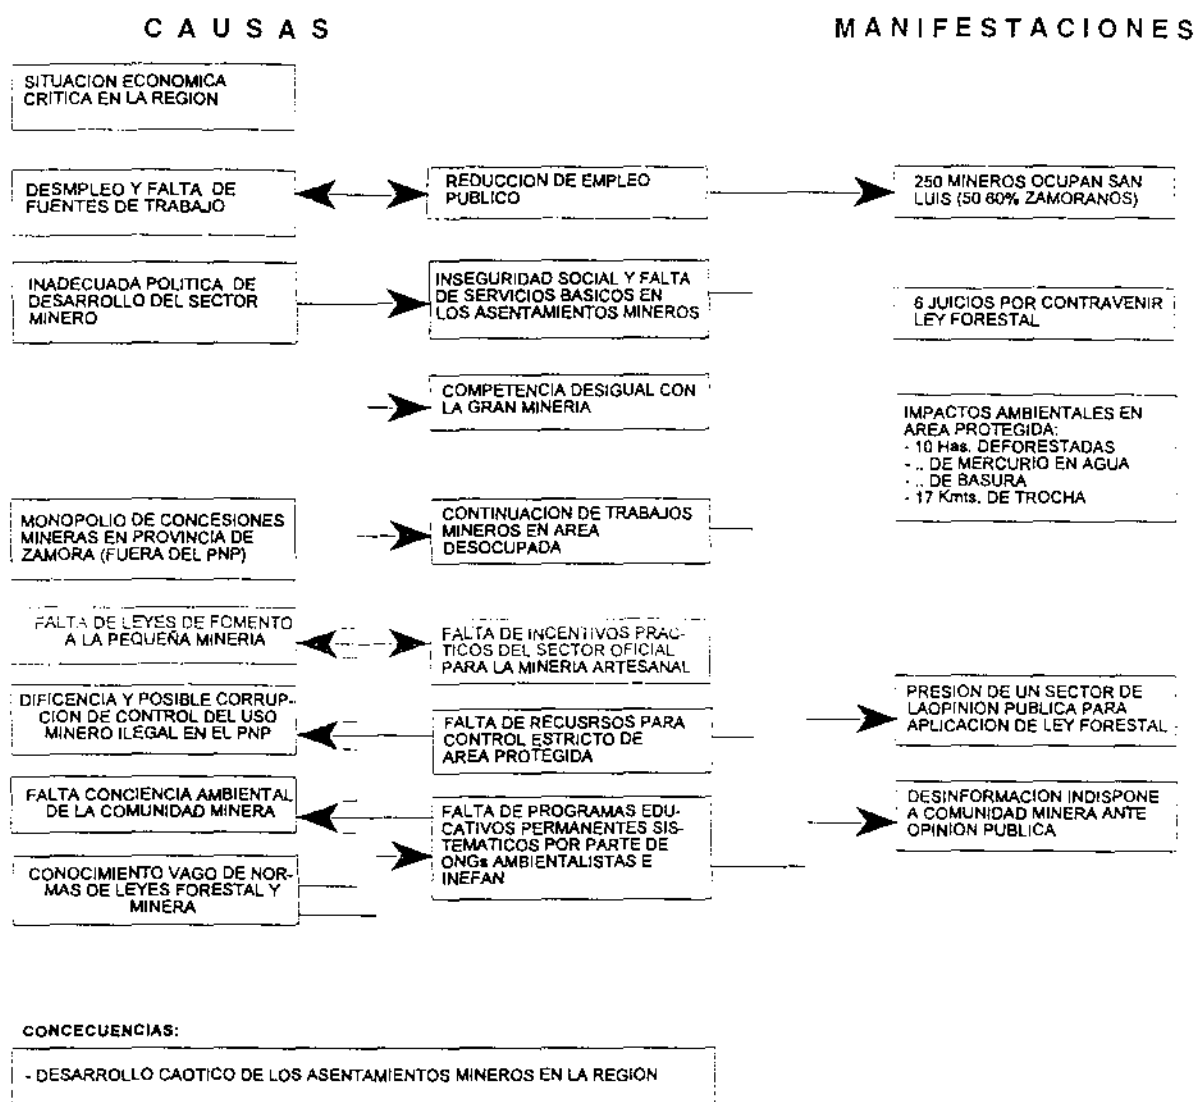 CAUSAS
MANIFESTACIONES
SITUACION ECONOMICA
CRITICA EN LA REGION
DESMPLEO Y FALTA DE
FUENTES DE TRABAJO
REDUCCION DE EMPLEO
PUBLICO
250 MINEROS OCUPAN SAN
LUIS (50 60% ZAMORANOS)
INADECUADA POLITICA DE
DESARROLLO DEL SECTOR
MINERO
INSEGURIDAD SOCIAL Y FALTA
DE SERVICIOS BASICOS EN
LOS ASENTAMIENTOS MINEROS
6 JUICIOS POR CONTRAVENIR
LEY FORESTAL
COMPETENCIA DESIGUAL CON
LA GRAN MINERIA
IMPACTOS AMBIENTALES EN
AREA PROTEGIDA:
- 10 Has. DEFORESTADAS
- .. DE MERCURIO EN AGUA
- .. DE BASURA
- 17 Kmts. DE TROCHA
MONOPOLIO DE CONCESIONES
MINERAS EN PROVINCIA DE
ZAMORA (FUERA DEL PNP)
CONTINUACION DE TRABAJOS
MINEROS EN AREA
DESOCUPADA
FALTA DE LEYES DE FOMENTO
A LA PEQUEÑA MINERIA
FALTA DE INCENTIVOS PRAC-
TICOS DEL SECTOR OFICIAL
PARA LA MINERIA ARTESANAL
DIFICENCIA Y POSIBLE CORRUP-
CION DE CONTROL DEL USO
MINERO ILEGAL EN EL PNP
FALTA DE RECUSRSOS PARA
CONTROL ESTRICTO DE
AREA PROTEGIDA
PRESION DE UN SECTOR DE
LAOPINION PUBLICA PARA
APLICACION DE LEY FORESTAL
FALTA CONCIENCIA AMBIENTAL
DE LA COMUNIDAD MINERA
FALTA DE PROGRAMAS EDU-
CATIVOS PERMANENTES SIS-
TEMATICOS POR PARTE DE
ONGs AMBIENTALISTAS E
INEFAN
DESINFORMACION INDISPONE
A COMUNIDAD MINERA ANTE
OPINION PUBLICA
CONOCIMIENTO VAGO DE NOR-
MAS DE LEYES FORESTAL Y
MINERA
CONCECUENCIAS:
- DESARROLLO CAOTICO DE LOS ASENTAMIENTOS MINEROS EN LA REGION